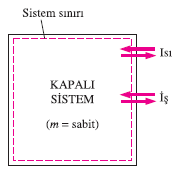 Sistem sınırı
Isı
KAPALI
SİSTEM
İş
(m = sabit)